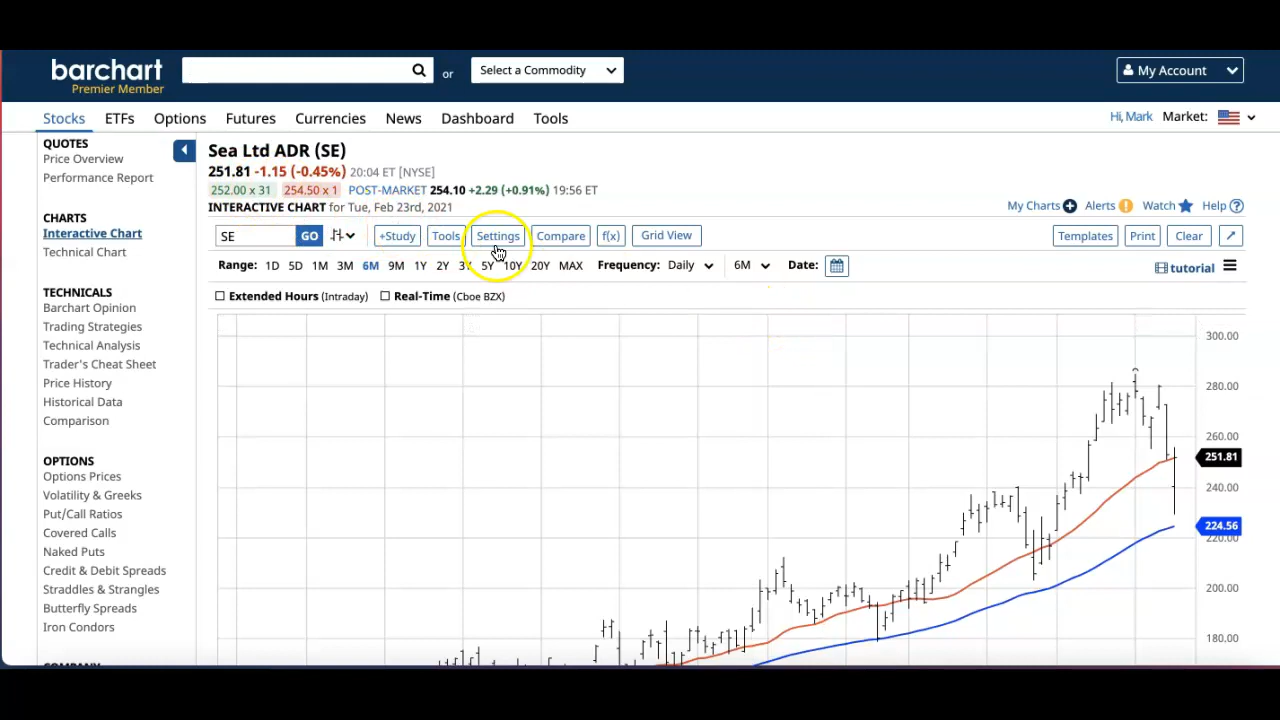 barchart
Premier Member
or
Select a Commodity
My Account
Stocks ETFs Options Futures Currencies News Dashboard Tools
Hi, Mark Market:
QUOTES
Price Overview
Performance Report
CHARTS
Interactive Chart
Technical Chart
TECHNICALS
Barchart Opinion
Trading Strategies
Technical Analysis
Trader's Cheat Sheet
Price History
Historical Data
Comparison
OPTIONS
Options Prices
Volatility & Greeks
Put/Call Ratios
Covered Calls
Naked Puts
Credit & Debit Spreads
Straddles & Strangles
Butterfly Spreads
Iron Condors
Sea Ltd ADR (SE)
251.81 -1.15 (-0.45%) 20:04 ET [NYSE]
252.00 x 31 254.50 x 1 POST-MARKET 254.10 +2.29 (+0.91%) 19:56 ET
INTERACTIVE CHART for Tue, Feb 23rd, 2021
My Charts Alerts Watch Help
SE GO +Study Tools Settings Compare f(x) Grid View Templates Print Clear
Range: 1D 5D 1M 3M 6M 9M 1Y 2Y 3Y 5Y 10Y 20Y MAX Frequency: Daily 6M Date:
tutorial
Extended Hours (Intraday) Real-Time (Cboe BZX)
300.00
280.00
260.00
251.81
240.00
224.56
220.00
200.00
180.00